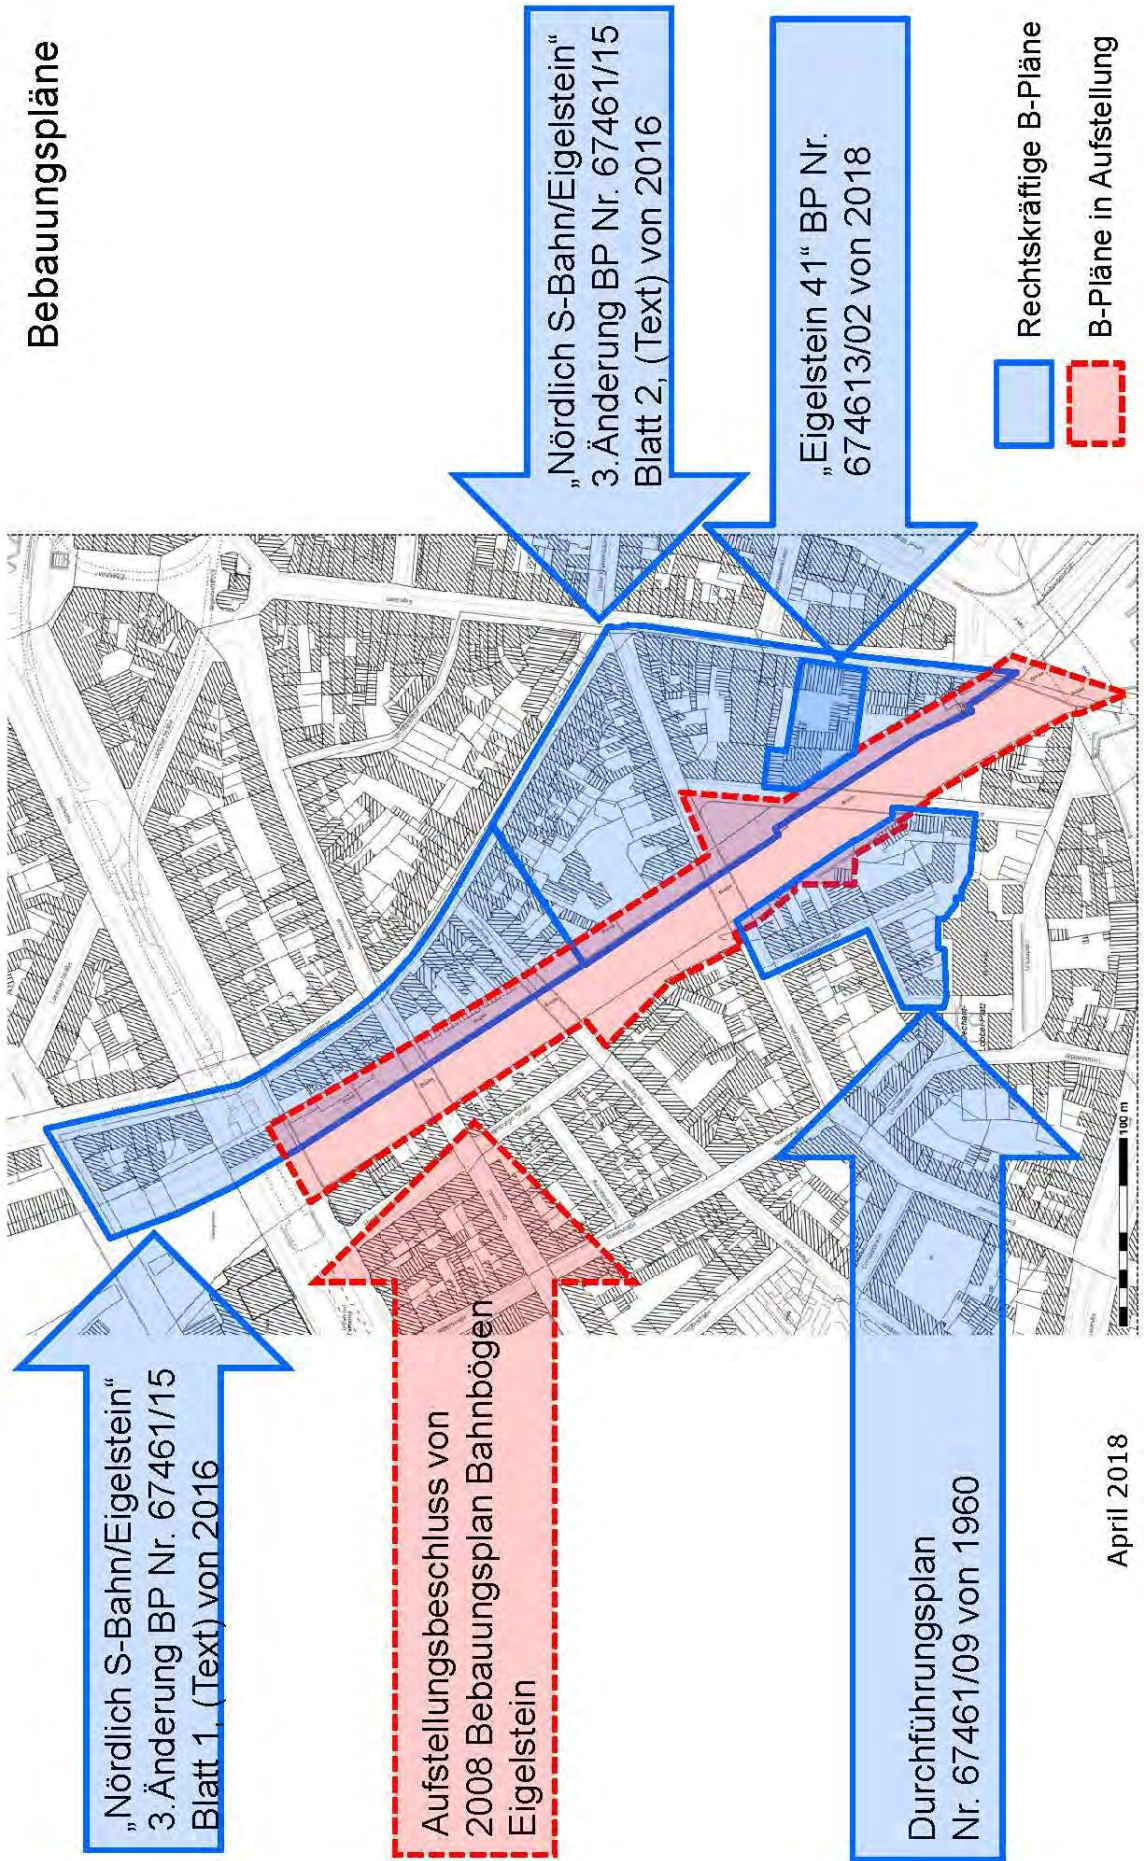 Bebauungspläne
„Nördlich S-Bahn/Eigelstein“
3.Änderung BP Nr. 67461/15
Blatt 1, (Text) von 2016
Aufstellungsbeschluss von
2008 Bebauungsplan Bahnbögen
Eigelstein
Durchführungsplan
Nr. 67461/09 von 1960
„Nördlich S-Bahn/Eigelstein“
3.Änderung BP Nr. 67461/15
Blatt 2, (Text) von 2016
„Eigelstein 41“ BP Nr.
674613/02 von 2018
Rechtskräftige B-Pläne
B-Pläne in Aufstellung
100 m
April 2018